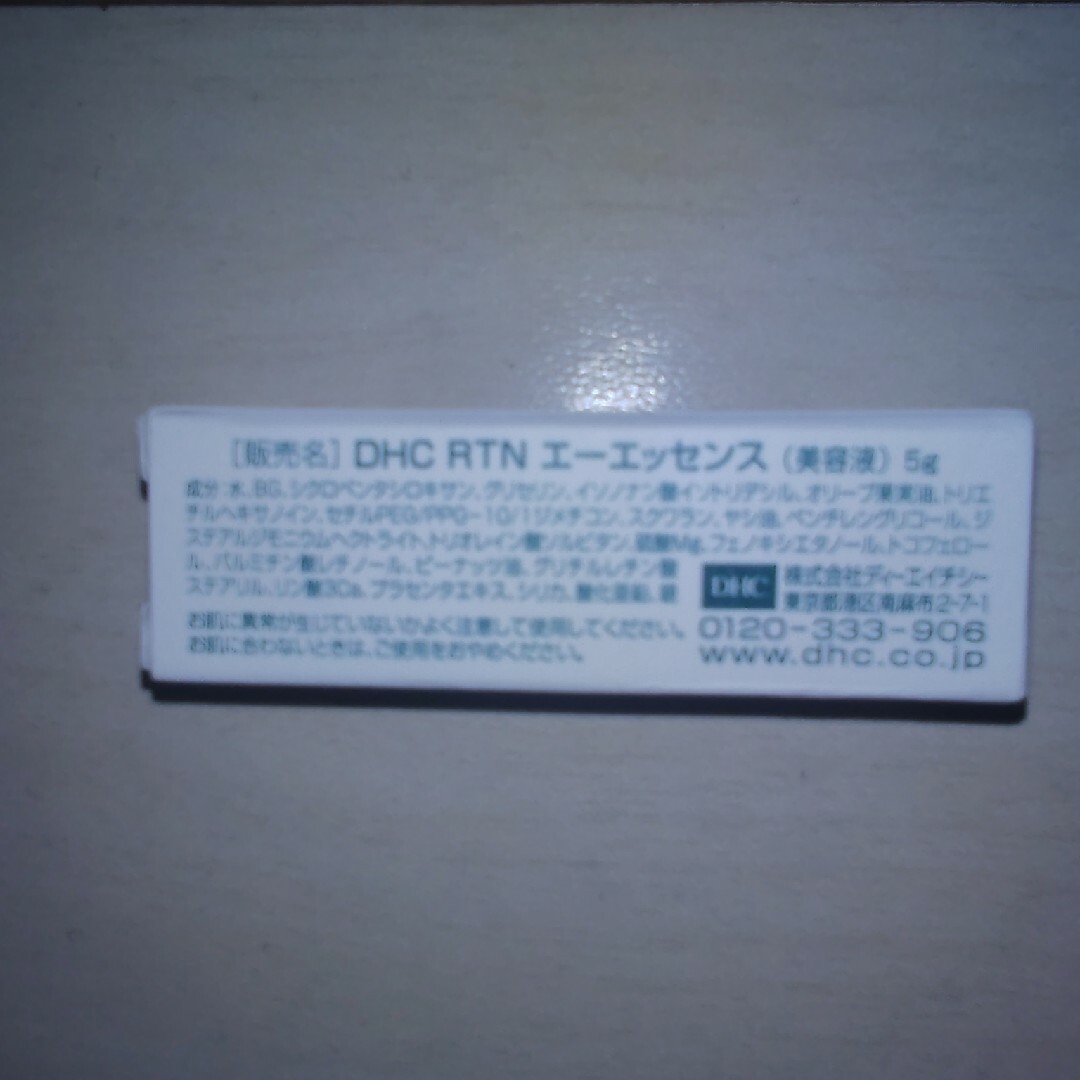 ［販売名］DHC RTN エーエッセンス（美容液）5g
成分：水、BG、シクロペンタシロキサン、グリセリン、イソノナン酸イソトリデシル、オリーブ果実油、トリエ
チルヘキサノイン、セチルPEG/PPG-10/1ジメチコン、スクワラン、ヤシ油、ペンチレングリコール、ジ
ステアルジモニウムヘクトライト、トリオレイン酸ソルビタン、硫酸Mg、フェノキシエタノール、トコフェロー
ル、パルミチン酸レチノール、ピーナッツ油、グリチルレチン酸
ステアリル、リン酸3Ca、プラセンタエキス、シリカ、酸化亜鉛、
お肌に異常が生じていないかよく注意して使用してください。
お肌に合わないときは、ご使用をおやめください。
DHC
株式会社ディーエイチシー
東京都港区南麻布2-7-1
0120-333-906
www.dhc.co.jp